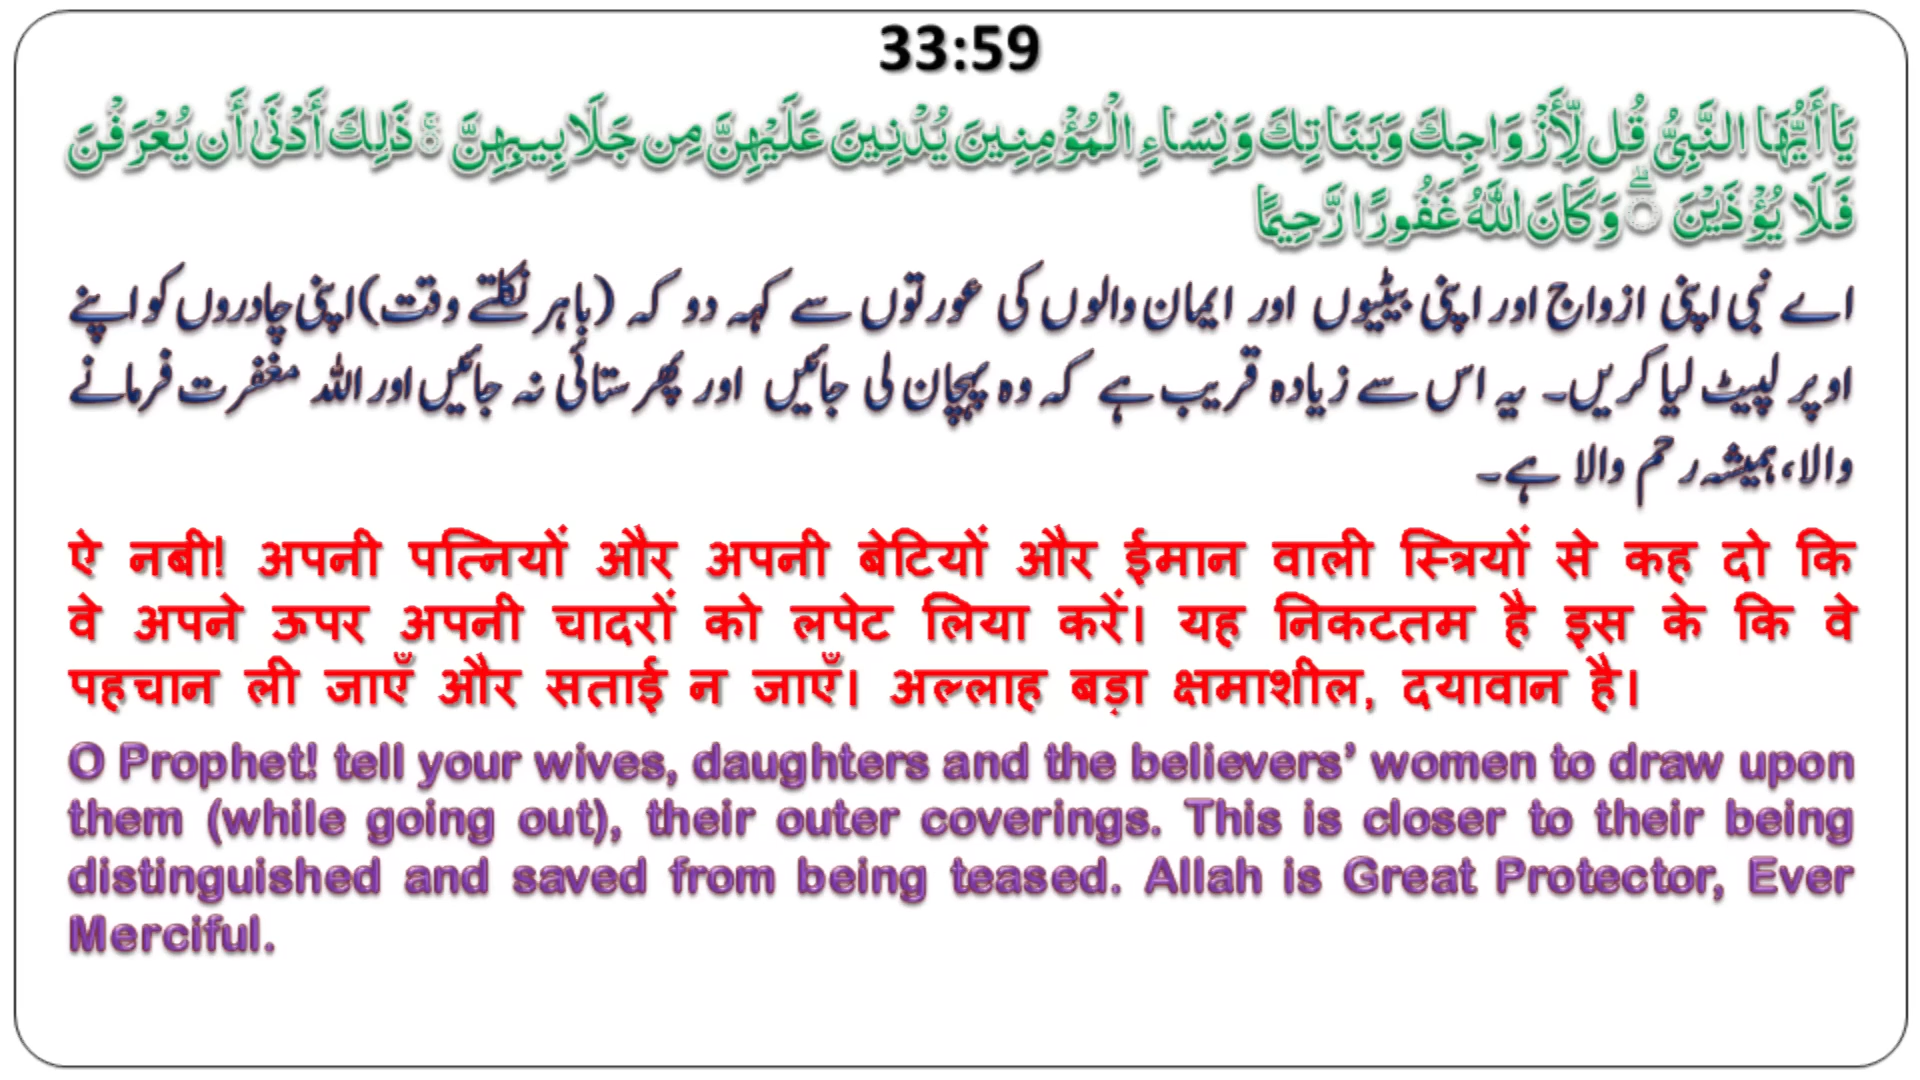 33:59
يَا أَيُّهَا النَّبِيُّ قُل لِّأَزْوَاجِكَ وَبَنَاتِكَ وَنِسَاءِ الْمُؤْمِنِينَ يُدْنِينَ عَلَيْهِنَّ مِن جَلَابِيبِهِنَّ ۚ ذَٰلِكَ أَدْنَىٰ أَن يُعْرَفْنَ
فَلَا يُؤْذَيْنَ ۗ وَكَانَ اللَّهُ غَفُورًا رَّحِيمًا
اے نبی اپنی ازواج اور اپنی بیٹیوں اور ایمان والوں کی عورتوں سے کہہ دو کہ (باہر نکلتے وقت) اپنی چادروں کو اپنے
اوپر لپیٹ لیا کریں۔ یہ اس سے زیادہ قریب ہے کہ وہ پہچان لی جائیں اور پھر ستائی نہ جائیں اور اللہ مغفرت فرمانے
والا، ہمیشہ رحم والا ہے۔
ऐ नबी! अपनी पत्नियों और अपनी बेटियों और ईमान वाली स्त्रियों से कह दो कि
वे अपने ऊपर अपनी चादरों को लपेट लिया करें। यह निकटतम है इस के कि वे
पहचान ली जाएँ और सताई न जाएँ। अल्लाह बड़ा क्षमाशील, दयावान है।
O Prophet! tell your wives, daughters and the believers’ women to draw upon
them (while going out), their outer coverings. This is closer to their being
distinguished and saved from being teased. Allah is Great Protector, Ever
Merciful.